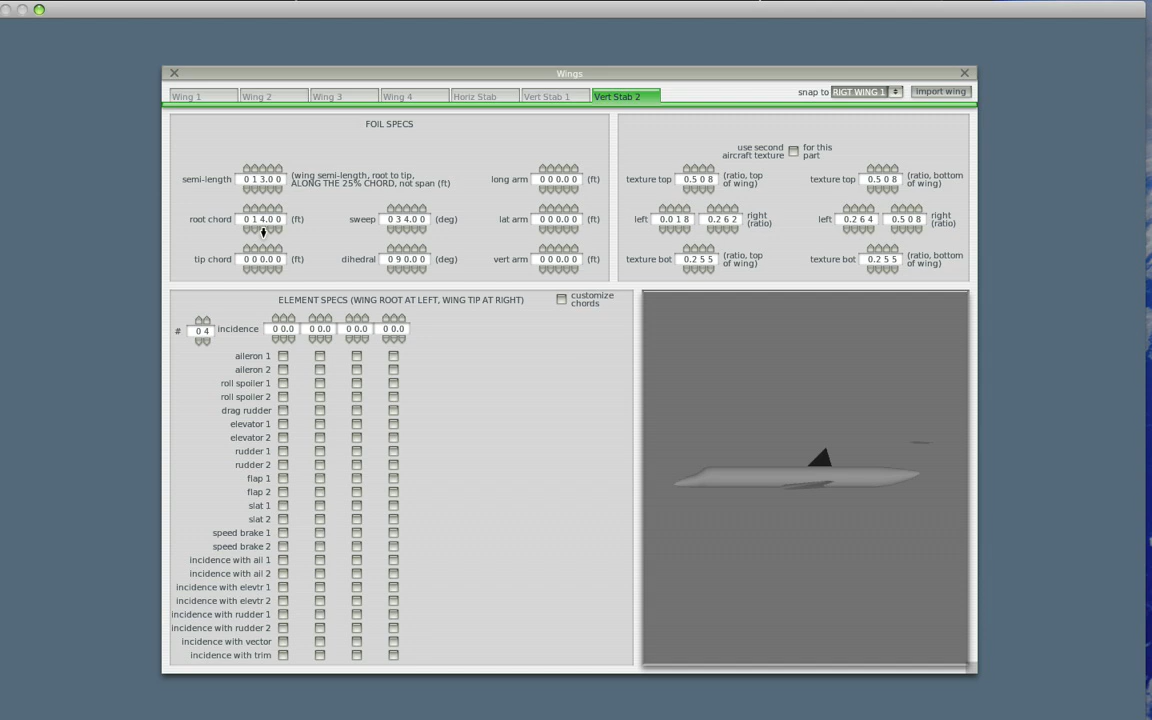 Wings
Wing 1 Wing 2 Wing 3 Wing 4 Horiz Stab Vert Stab 1 Vert Stab 2 snap to RIGT WING 1 import wing
FOIL SPECS
use second
aircraft texture
for this
part
semi-length 0 1 3.0 0 (wing semi-length, root to tip,
ALONG THE 25% CHORD, not span (ft)
long arm 0 0 0.0 0 (ft)
texture top 0.5 0 8 (ratio, top
of wing)
texture top 0.5 0 8 (ratio, bottom
of wing)
root chord 0 1 4.0 0 (ft) sweep 0 3 4.0 0 (deg) lat arm 0 0 0.0 0 (ft)
left 0.0 1 8 0.2 6 2 right
(ratio)
left 0.2 6 4 0.5 0 8 right
(ratio)
tip chord 0 0 0.0 0 (ft) dihedral 0 9 0.0 0 (deg) vert arm 0 0 0.0 0 (ft)
texture bot 0.2 5 5 (ratio, top
of wing)
texture bot 0.2 5 5 (ratio, bottom
of wing)
ELEMENT SPECS (WING ROOT AT LEFT, WING TIP AT RIGHT)
customize
chords
# 0 4 incidence 0 0.0 0 0.0 0 0.0 0 0.0
aileron 1
aileron 2
roll spoiler 1
roll spoiler 2
drag rudder
elevator 1
elevator 2
rudder 1
rudder 2
flap 1
flap 2
slat 1
slat 2
speed brake 1
speed brake 2
incidence with ail 1
incidence with ail 2
incidence with elevtr 1
incidence with elevtr 2
incidence with rudder 1
incidence with rudder 2
incidence with vector
incidence with trim